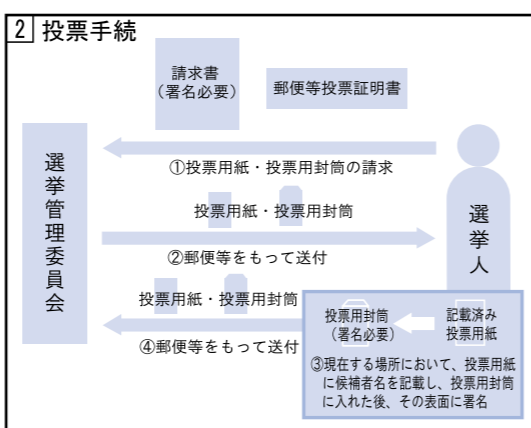 2 投票手続
請求書
（署名必要）
郵便等投票証明書
①投票用紙・投票用封筒の請求
選挙管理委員会
選挙人
投票用紙・投票用封筒
②郵便等をもって送付
投票用紙・投票用封筒
④郵便等をもって送付
投票用封筒
（署名必要）
記載済み
投票用紙
③現在する場所において、投票用紙
に候補者名を記載し、投票用封筒
に入れた後、その表面に署名